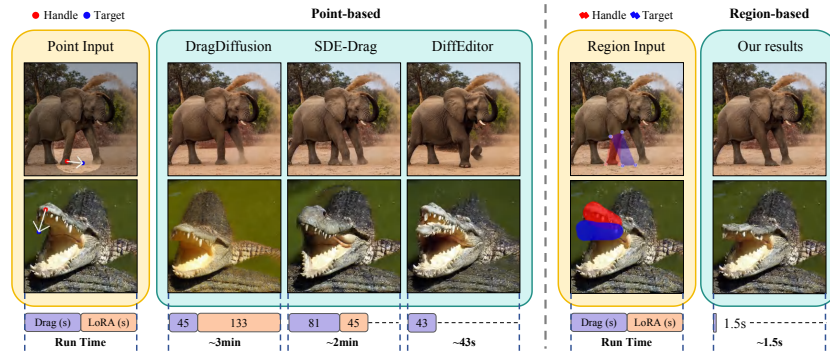 Point-based
Region-based
Handle Target
Handle Target
Point Input
DragDiffusion
SDE-Drag
DiffEditor
Region Input
Our results
Drag (s) LoRA (s)
45 133
81 45
43
Drag (s) LoRA (s)
1.5s
Run Time
~3min
~2min
~43s
Run Time
~1.5s